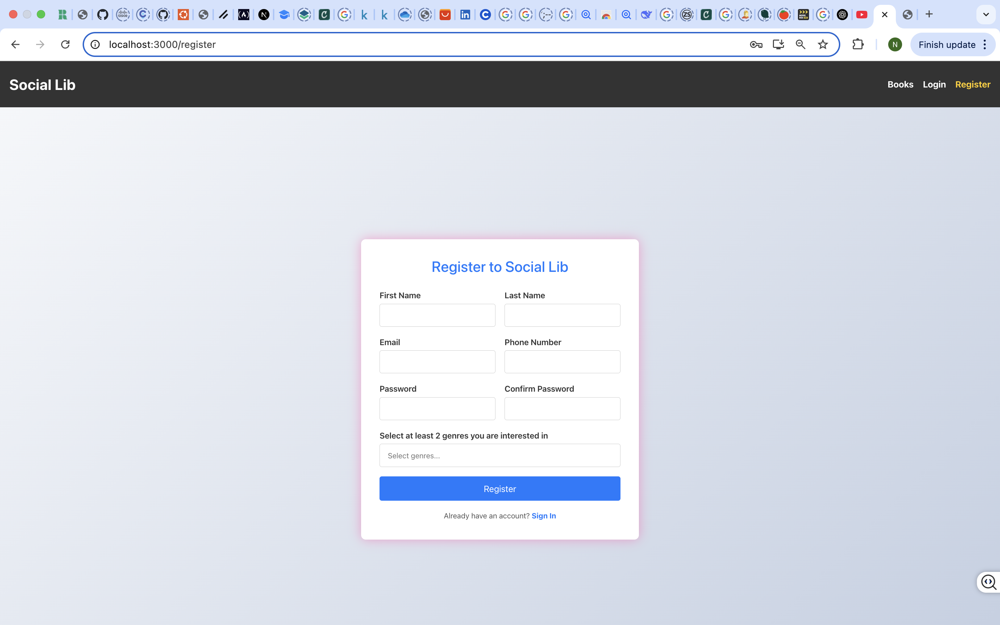 localhost:3000/register
N
Finish update
Social Lib
Books Login Register
Register to Social Lib
First Name Last Name
Email Phone Number
Password Confirm Password
Select at least 2 genres you are interested in
Select genres...
Register
Already have an account? Sign In